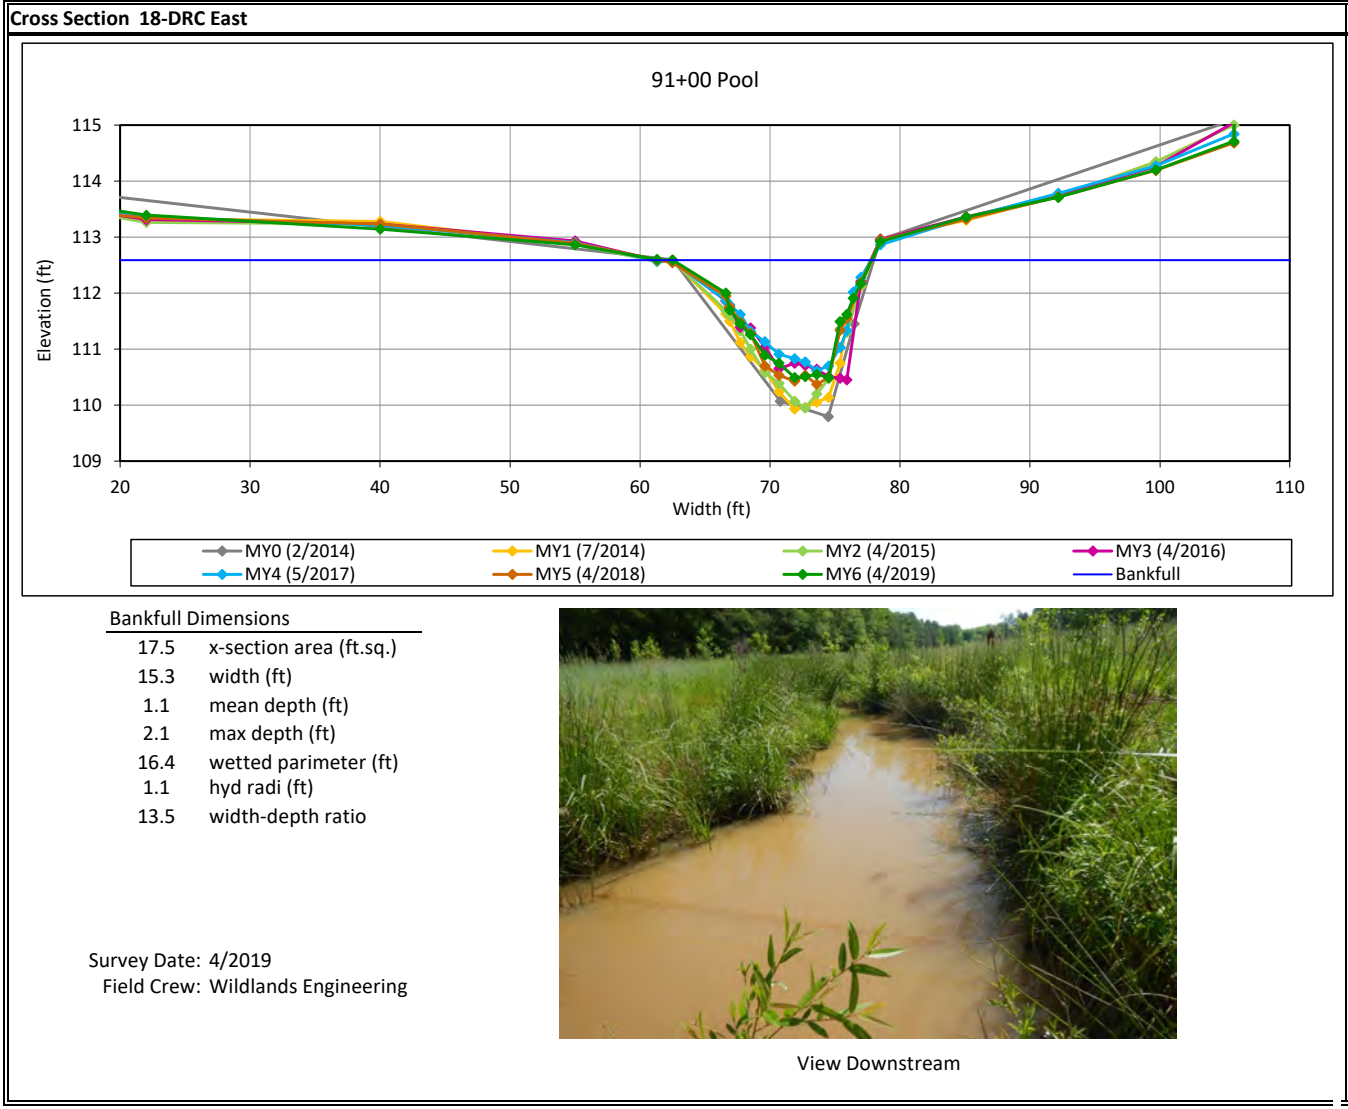 Cross Section 18-DRC East
91+00 Pool
115
114
113
112
111
110
109
Elevation (ft)
20 30 40 50 60 70 80 90 100 110
Width (ft)
MY0 (2/2014) MY1 (7/2014) MY2 (4/2015) MY3 (4/2016)
MY4 (5/2017) MY5 (4/2018) MY6 (4/2019) Bankfull
Bankfull Dimensions
17.5 x-section area (ft.sq.)
15.3 width (ft)
1.1 mean depth (ft)
2.1 max depth (ft)
16.4 wetted parimeter (ft)
1.1 hyd radi (ft)
13.5 width-depth ratio
Survey Date: 4/2019
Field Crew: Wildlands Engineering
View Downstream